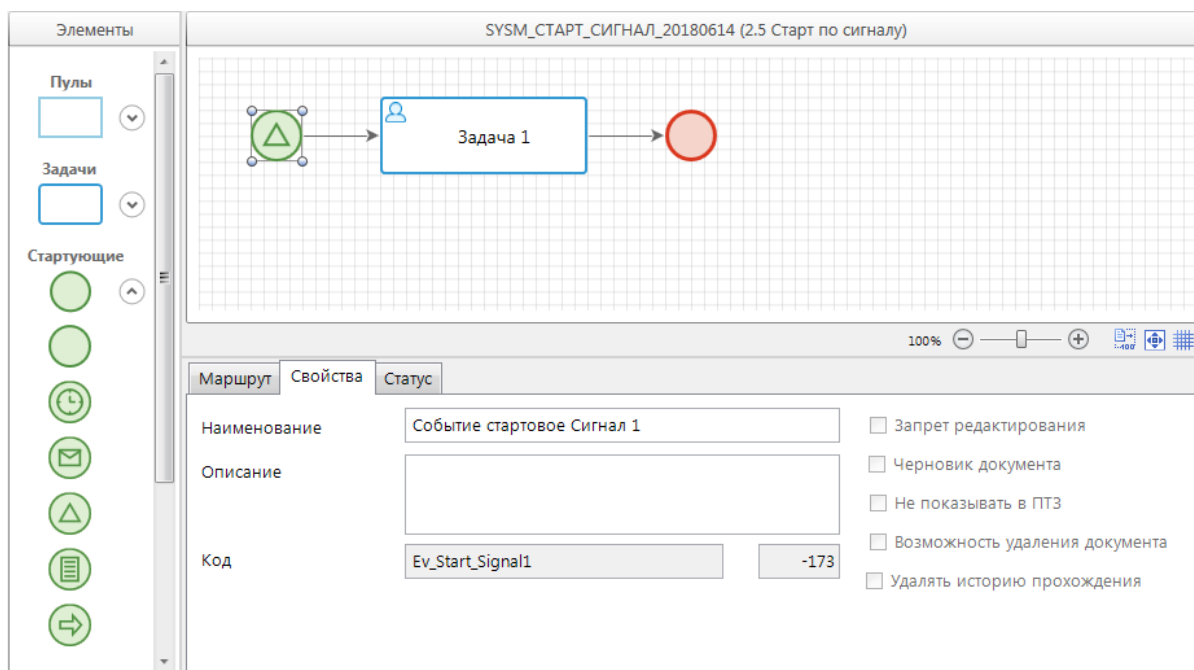 Элементы
SYSM_СТАРТ_СИГНАЛ_20180614 (2.5 Старт по сигналу)
Пулы
Задачи
Стартующие
Задача 1
100%
Маршрут
Свойства
Статус
Наименование
Событие стартовое Сигнал 1
Описание
Код
Ev_Start_Signal1
-173
Запрет редактирования
Черновик документа
Не показывать в ПТЗ
Возможность удаления документа
Удалять историю прохождения